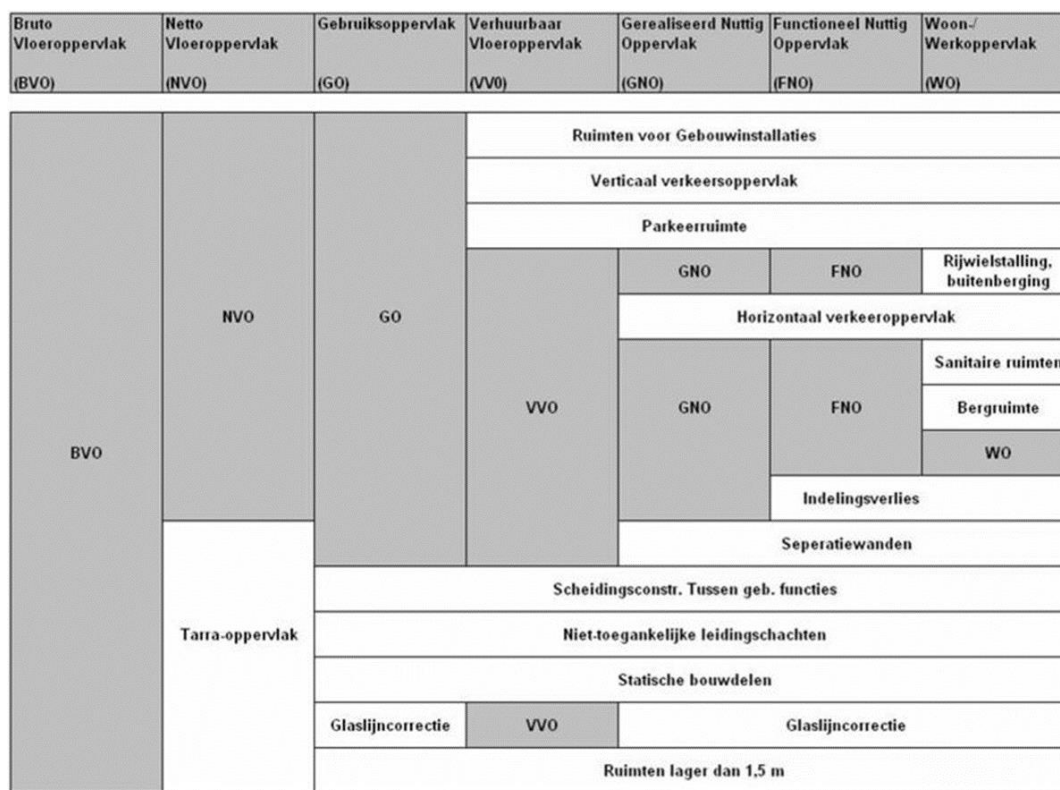 Bruto
Vloeroppervlak
(BVO)
Netto
Vloeroppervlak
(NVO)
Gebruiksoppervlak
(GO)
Verhuurbaar
Vloeroppervlak
(VV0)
Gerealiseerd Nuttig
Oppervlak
(GNO)
Functioneel Nuttig
Oppervlak
(FNO)
Woon-/
Werkoppervlak
(WO)
Ruimten voor Gebouwinstallaties
Verticaal verkeersoppervlak
Parkeerruimte
GNO
FNO
Rijwielstalling,
buitenberging
NVO
GO
Horizontaal verkeeroppervlak
Sanitaire ruimten
VVO
GNO
FNO
Bergruimte
BVO
WO
Indelingsverlies
Seperatiewanden
Scheidingsconstr. Tussen geb. functies
Tarra-oppervlak
Niet-toegankelijke leidingschachten
Statische bouwdelen
Glaslijncorrectie
VVO
Glaslijncorrectie
Ruimten lager dan 1,5 m